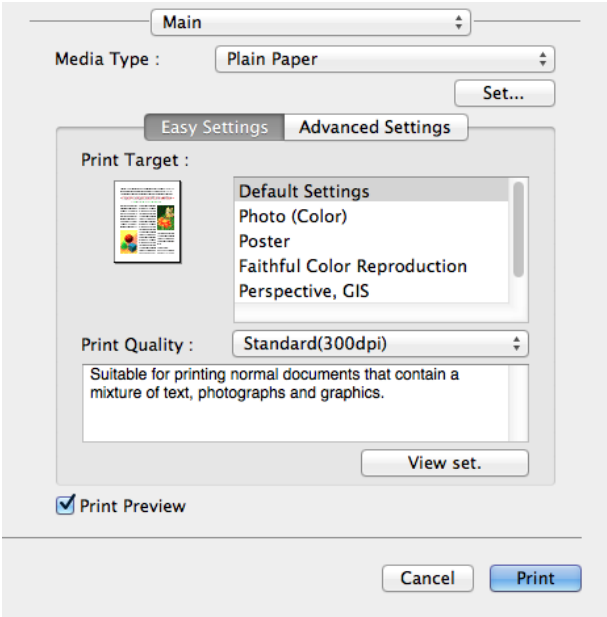 Main
Media Type :
Plain Paper
Set...
Easy Settings
Advanced Settings
Print Target :
Default Settings
Photo (Color)
Poster
Faithful Color Reproduction
Perspective, GIS
Print Quality :
Standard(300dpi)
Suitable for printing normal documents that contain a
mixture of text, photographs and graphics.
View set.
Print Preview
Cancel
Print